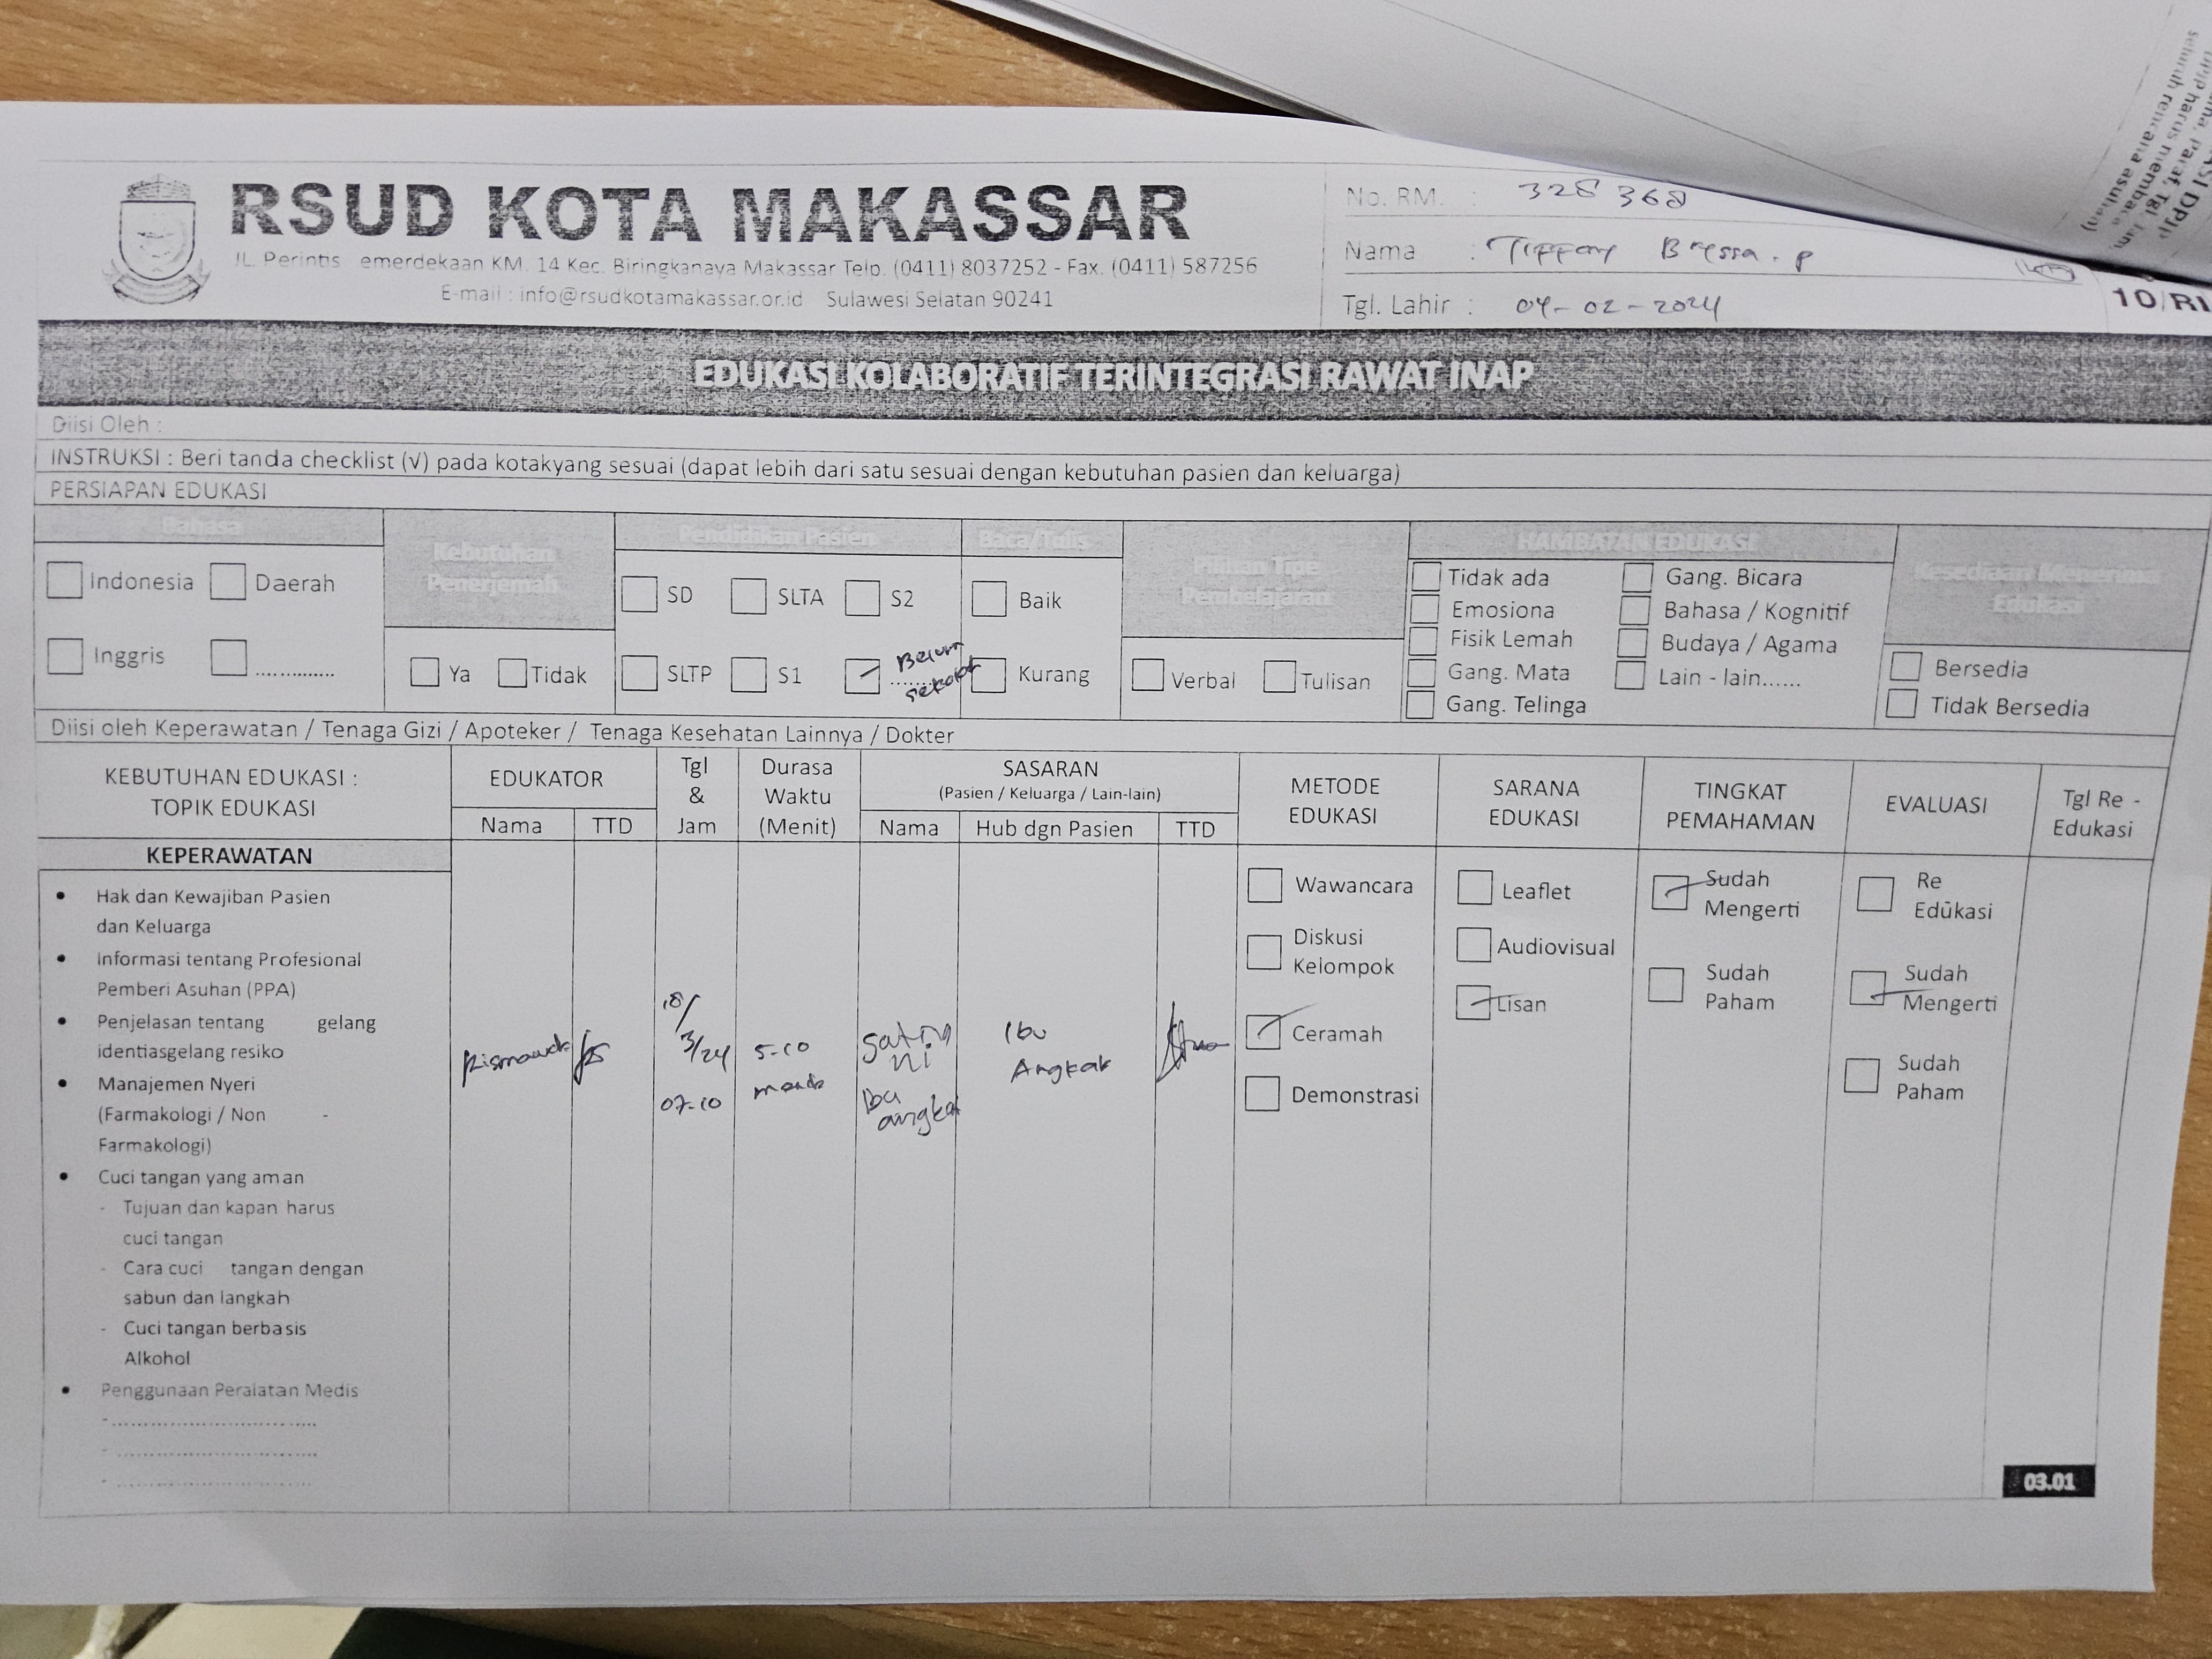 RSUD KOTA MAKASSAR
JL. Perintis emerdekaan KM. 14 Kec. Biringkanaya Makassar Telp. (0411) 8037252 - Fax. (0411) 587256
E-mail : info@rsudkotamakassar.or.id Sulawesi Selatan 90241
No. RM. : 328 368
Nama :
Tgl. Lahir : 04-02-2024
10/RI
EDUKASI KOLABORATIF TERINTEGRASI RAWAT INAP
Diisi Oleh :
INSTRUKSI : Beri tanda checklist (√) pada kotakyang sesuai (dapat lebih dari satu sesuai dengan kebutuhan pasien dan keluarga)
PERSIAPAN EDUKASI
Bahasa
Indonesia Daerah
Inggris ..............
Kebutuhan
Penerjemah
Ya Tidak
Pendidikan Pasien
SD SLTA S2
SLTP S1 Belum
sekolah
Baca/Tulis
Baik
Kurang
Pilihan Tipe
Pembelajaran
Verbal Tulisan
HAMBATAN EDUKASI
Tidak ada Gang. Bicara
Emosiona Bahasa / Kognitif
Fisik Lemah Budaya / Agama
Gang. Mata Lain - lain......
Gang. Telinga
Kesediaan Menerima
Edukasi
Bersedia
Tidak Bersedia
Diisi oleh Keperawatan / Tenaga Gizi / Apoteker / Tenaga Kesehatan Lainnya / Dokter
KEBUTUHAN EDUKASI :
TOPIK EDUKASI
EDUKATOR
Nama TTD
Tgl
&
Jam
Durasa
Waktu
(Menit)
SASARAN
(Pasien / Keluarga / Lain-lain)
Nama Hub dgn Pasien TTD
METODE
EDUKASI
SARANA
EDUKASI
TINGKAT
PEMAHAMAN
EVALUASI
Tgl Re -
Edukasi
KEPERAWATAN
• Hak dan Kewajiban Pasien
dan Keluarga
• Informasi tentang Profesional
Pemberi Asuhan (PPA)
• Penjelasan tentang gelang
identiasgelang resiko
• Manajemen Nyeri
(Farmakologi / Non -
Farmakologi)
• Cuci tangan yang aman
- Tujuan dan kapan harus
cuci tangan
- Cara cuci tangan dengan
sabun dan langkah
- Cuci tangan berbasis
Alkohol
• Penggunaan Peralatan Medis
- ................................
- ................................
- ................................
18/
3/24
07-10
5-10
Ibu
Angkat
Wawancara
Diskusi
Kelompok
Ceramah
Demonstrasi
Leaflet
Audiovisual
Lisan
Sudah
Mengerti
Sudah
Paham
Re
Edukasi
Sudah
Mengerti
Sudah
Paham
03.01